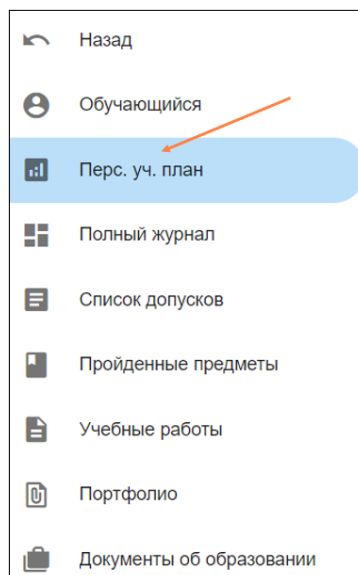 Назад
Обучающийся
Перс. уч. план
Полный журнал
Список допусков
Пройденные предметы
Учебные работы
Портфолио
Документы об образовании